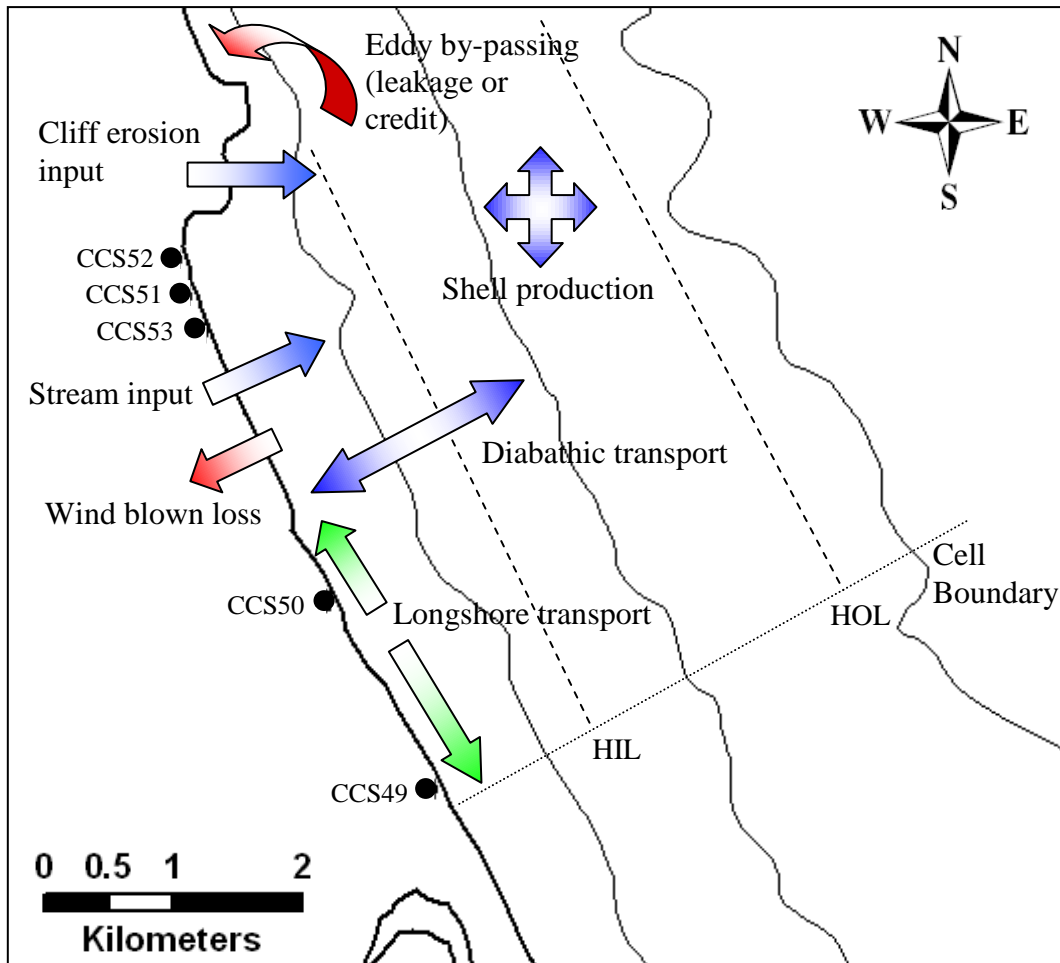 Eddy by-passing
(leakage or
credit)
N
W
E
S
Cliff erosion
input
CCS52
CCS51
CCS53
Shell production
Stream input
Diabathic transport
Wind blown loss
Cell
Boundary
CCS50
Longshore transport
HOL
HIL
CCS49
0 0.5 1 2
Kilometers